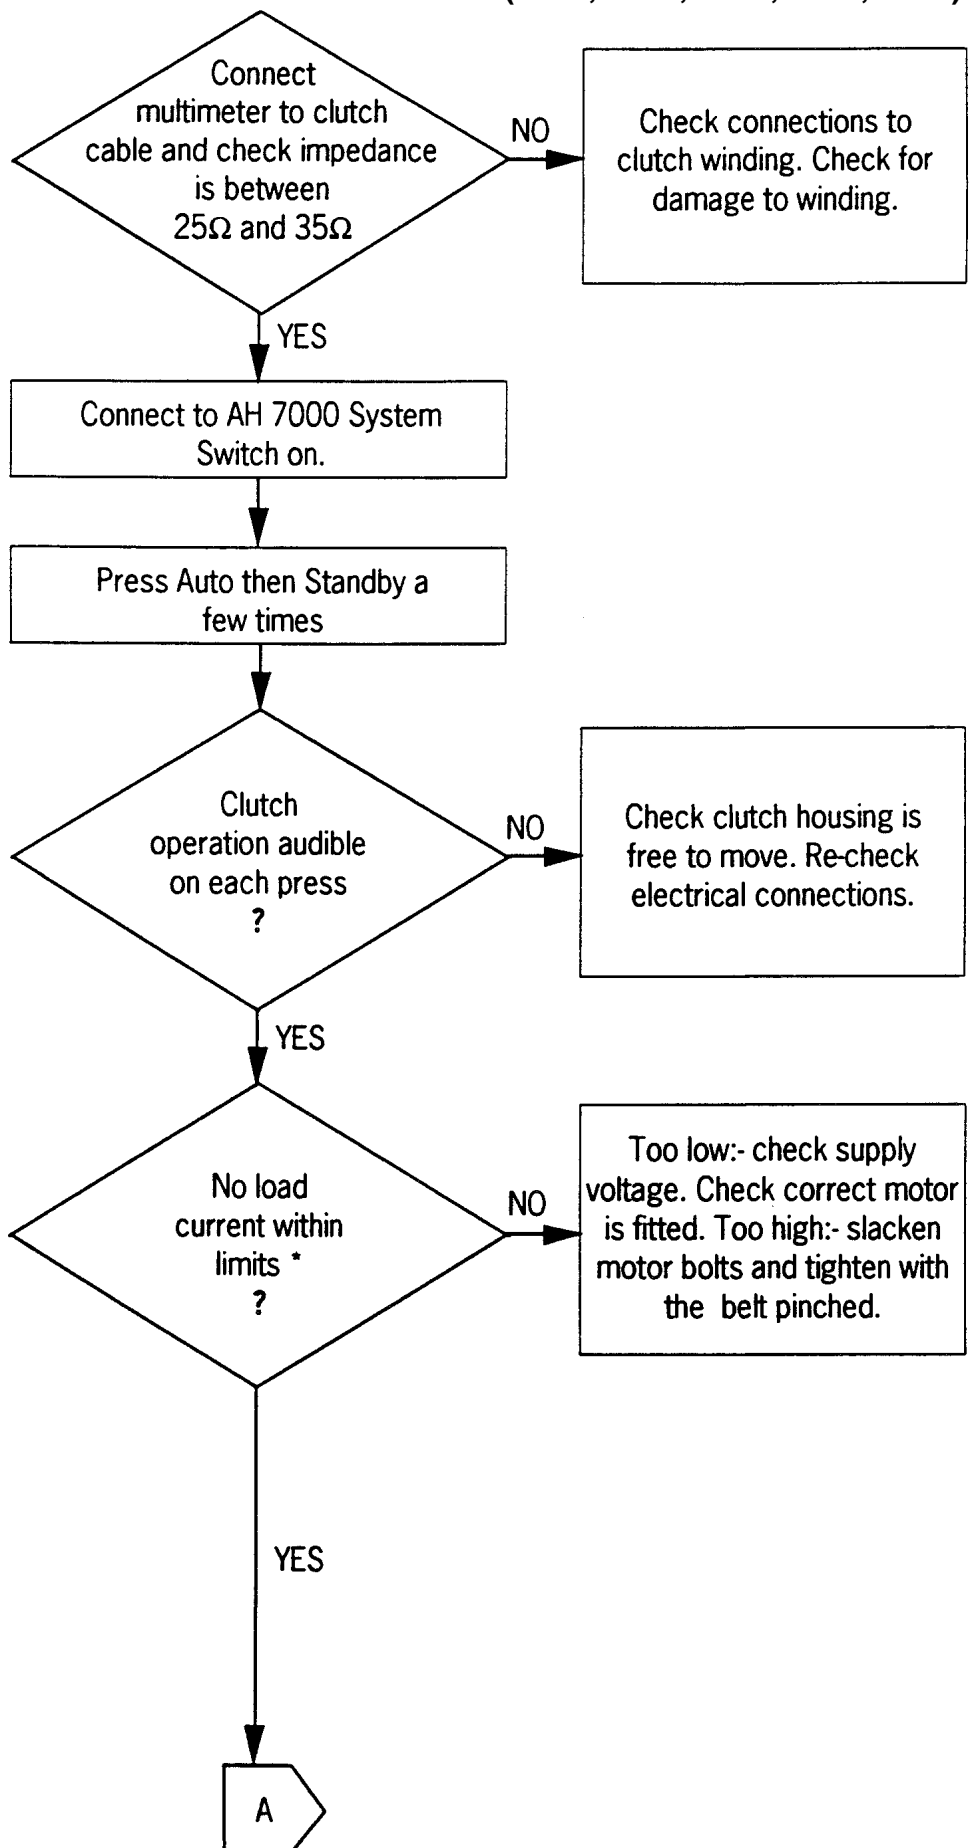 Connect
multimeter to clutch
cable and check impedance
is between
25Ω and 35Ω
NO
Check connections to
clutch winding. Check for
damage to winding.
YES
Connect to AH 7000 System
Switch on.
Press Auto then Standby a
few times
Clutch
operation audible
on each press
?
NO
Check clutch housing is
free to move. Re-check
electrical connections.
YES
No load
current within
limits *
?
NO
Too low:- check supply
voltage. Check correct motor
is fitted. Too high:- slacken
motor bolts and tighten with
the belt pinched.
YES
A